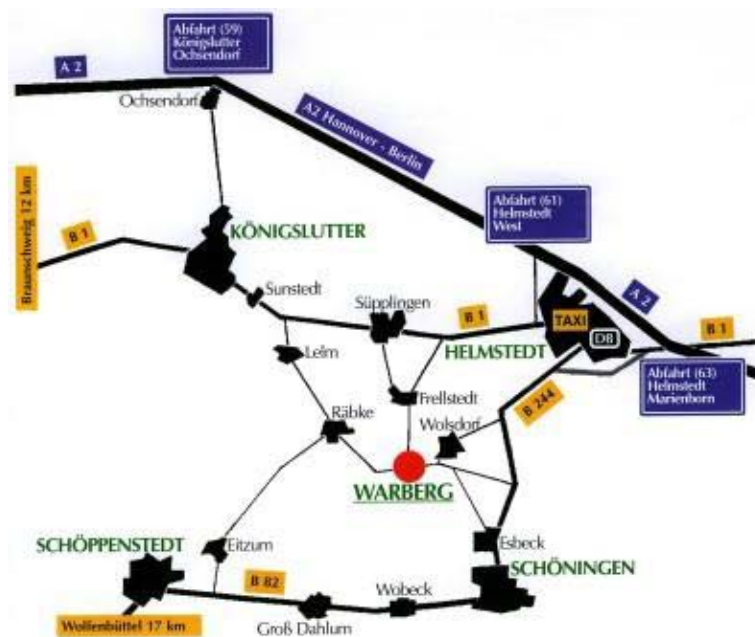 Abfahrt (59)
Königslutter
Ochsendorf
A 2
Ochsendorf
A2 Hannover - Berlin
Abfahrt (61)
Helmstedt
West
Braunschweig 12 km
B 1
KÖNIGSLUTTER
Sunstedt
Süpplingen
B 1
TAXI
A 2
DB
B 1
HELMSTEDT
Lelm
Abfahrt (63)
Helmstedt
Marienborn
Frellstedt
B 244
Räbke
Wolsdorf
WARBERG
SCHÖPPENSTEDT
Eitzum
Esbeck
SCHÖNINGEN
B 82
Wobeck
Groß Dahlum
Wolfenbüttel 17 km